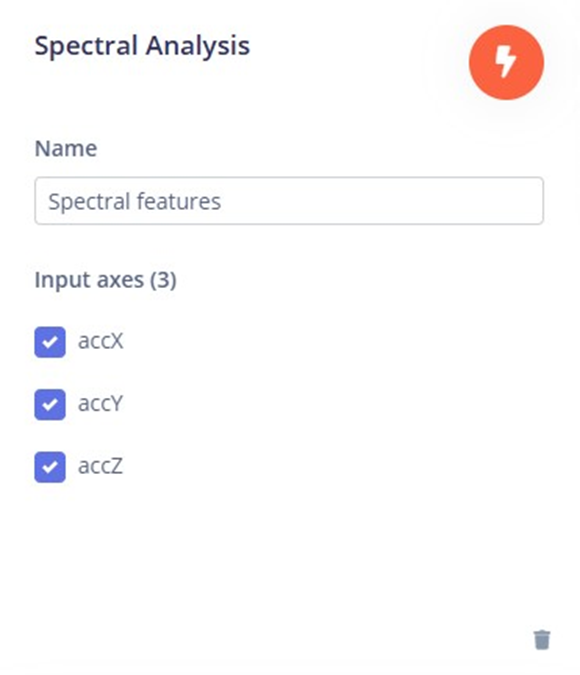 Spectral Analysis
Name
Spectral features
Input axes (3)
accX
accY
accZ